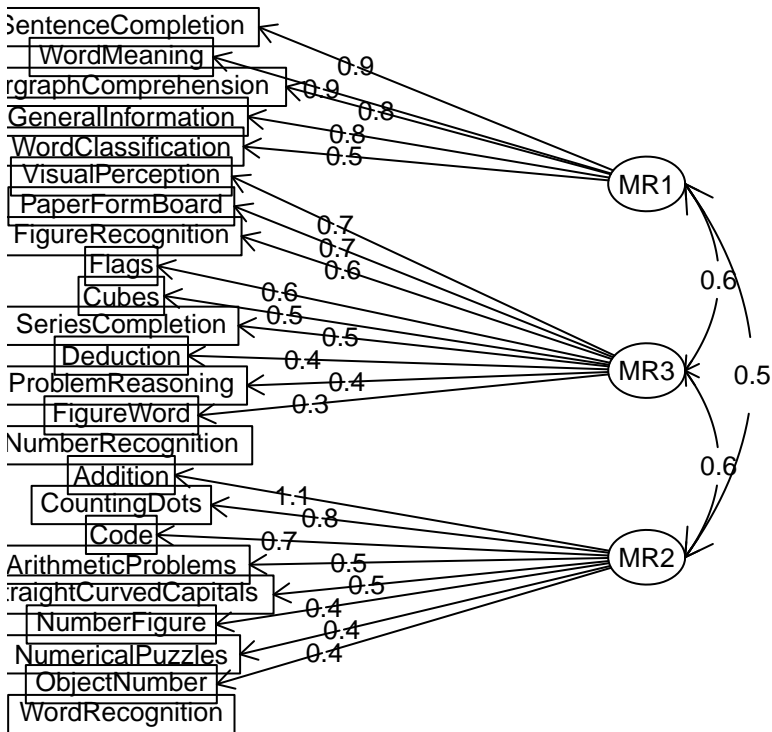 SentenceCompletion
WordMeaning
rgraphComprehension
GeneralInformation
WordClassification
VisualPerception
PaperFormBoard
FigureRecognition
Flags
Cubes
SeriesCompletion
Deduction
ProblemReasoning
FigureWord
NumberRecognition
Addition
CountingDots
Code
ArithmeticProblems
traightCurvedCapitals
NumberFigure
NumericalPuzzles
ObjectNumber
WordRecognition
0.9
0.9
0.8
0.8
0.5
0.7
0.7
0.6
0.6
0.5
0.5
0.4
0.4
0.3
1.1
0.8
0.7
0.5
0.5
0.4
0.4
0.4
MR1
MR3
MR2
0.6
0.5
0.6